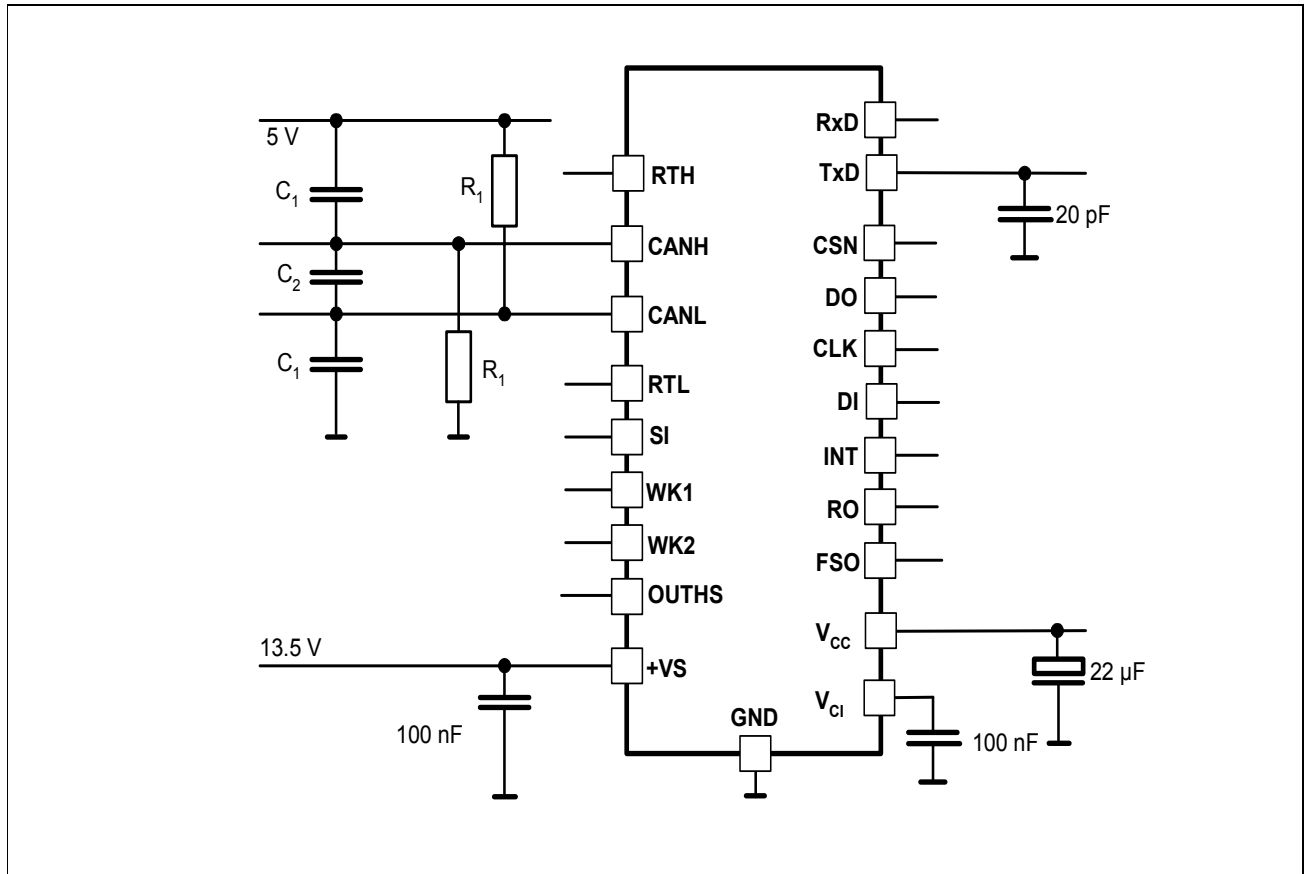 5 V
C1
R1
C2
C1
R1
13.5 V
100 nF
RTH
CANH
CANL
RTL
SI
WK1
WK2
OUTHS
+VS
GND
RxD
TxD
CSN
DO
CLK
DI
INT
RO
FSO
VCC
VCI
20 pF
22 µF
100 nF